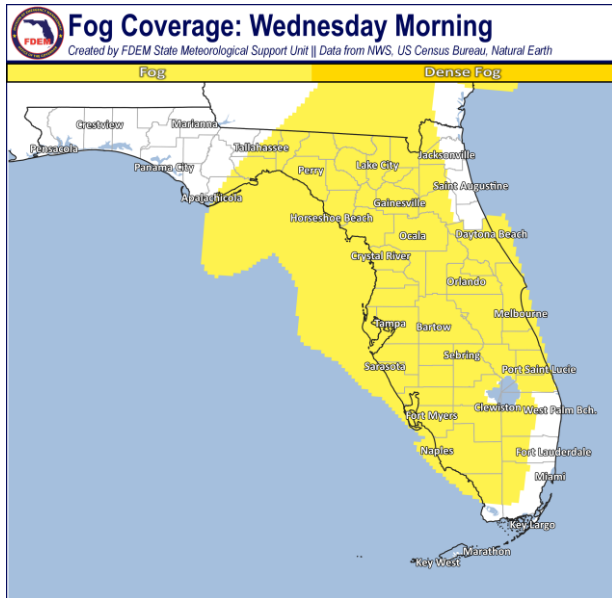 Fog Coverage: Wednesday Morning
FDEM
Created by FDEM State Meteorological Support Unit || Data from NWS, US Census Bureau, Natural Earth
Fog Dense Fog
Crestview Marianna
Pensacola Tallahassee Jacksonville
Panama City Perry Lake City
Apalachicola Saint Augustine
Horseshoe Beach Gainesville
Ocala Daytona Beach
Crystal River
Orlando
Melbourne
Tampa Bartow
Sebring
Sarasota Port Saint Lucie
Clewiston West Palm Bch.
Fort Myers
Naples Fort Lauderdale
Miami
Key Largo
Marathon
Key West